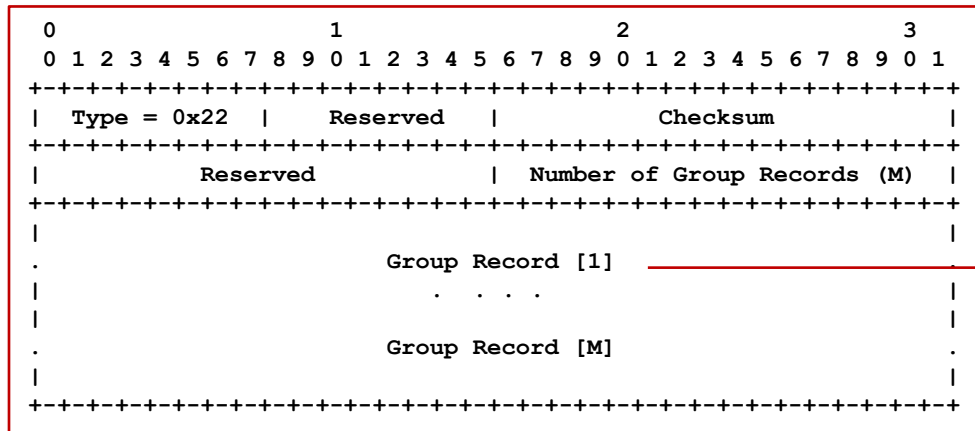 0                   1                   2                   3
0 1 2 3 4 5 6 7 8 9 0 1 2 3 4 5 6 7 8 9 0 1 2 3 4 5 6 7 8 9 0 1
+-+-+-+-+-+-+-+-+-+-+-+-+-+-+-+-+-+-+-+-+-+-+-+-+-+-+-+-+-+-+-+-+
|  Type = 0x22  |    Reserved   |           Checksum            |
+-+-+-+-+-+-+-+-+-+-+-+-+-+-+-+-+-+-+-+-+-+-+-+-+-+-+-+-+-+-+-+-+
|           Reserved            |  Number of Group Records (M)  |
+-+-+-+-+-+-+-+-+-+-+-+-+-+-+-+-+-+-+-+-+-+-+-+-+-+-+-+-+-+-+-+-+
|                                                               |
.                        Group Record [1]                       .
|                           .  . . .                            |
|                                                               |
.                        Group Record [M]                       .
|                                                               |
+-+-+-+-+-+-+-+-+-+-+-+-+-+-+-+-+-+-+-+-+-+-+-+-+-+-+-+-+-+-+-+-+